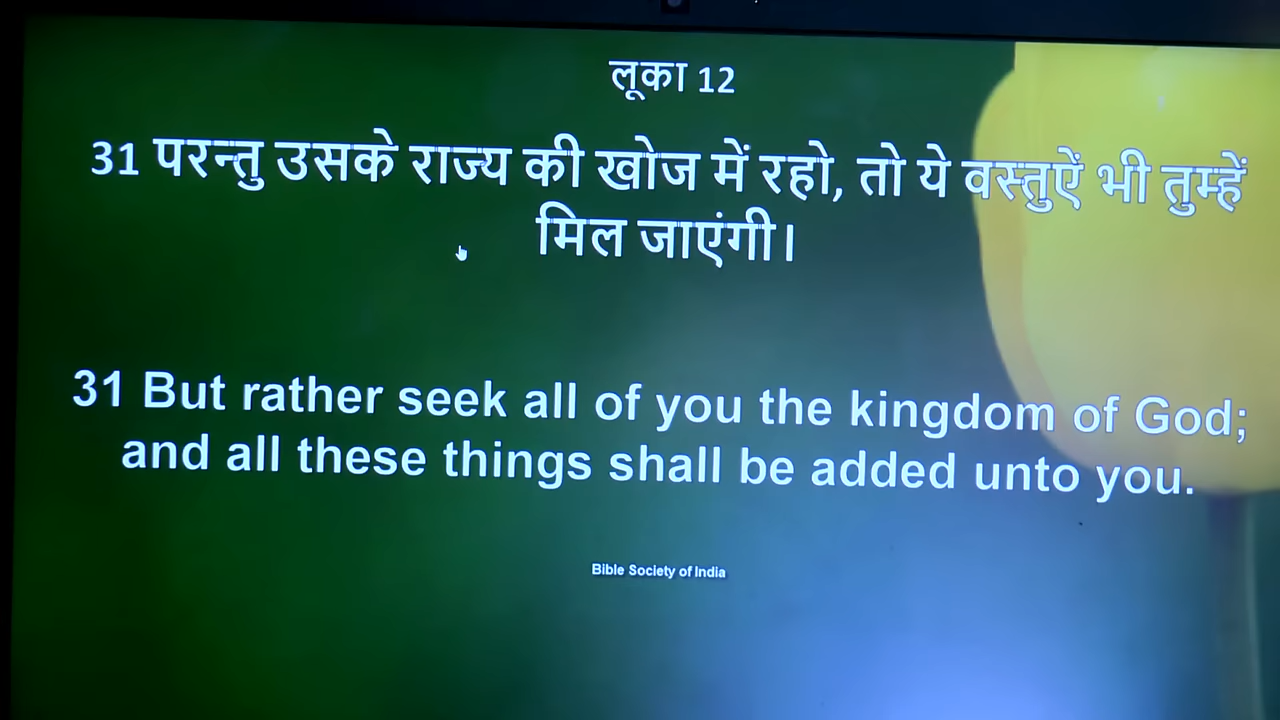 लूका 12
31 परन्तु उसके राज्य की खोज में रहो, तो ये वस्तुऐं भी तुम्हें
मिल जाएंगी।
31 But rather seek all of you the kingdom of God;
and all these things shall be added unto you.
Bible Society of India